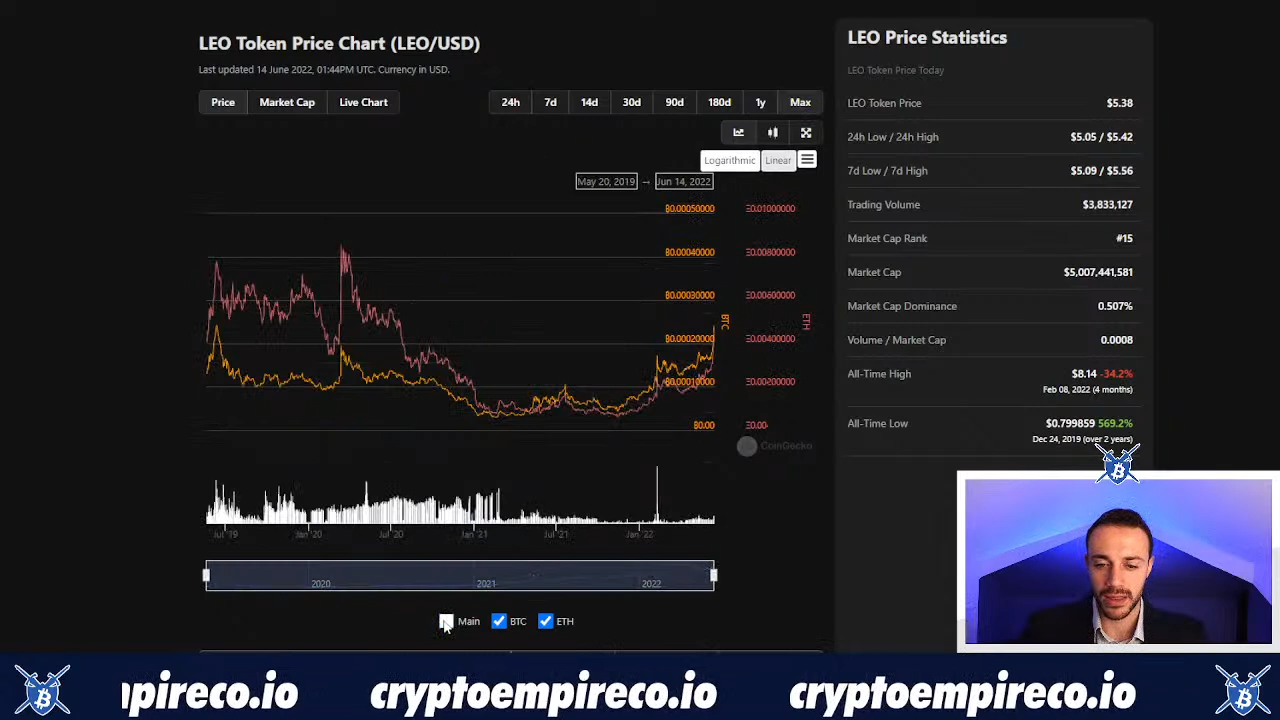 LEO Token Price Chart (LEO/USD)
Last updated 14 June 2022, 01:44PM UTC. Currency in USD.
Price Market Cap Live Chart
24h 7d 14d 30d 90d 180d 1y Max
Logarithmic Linear
May 20, 2019 → Jun 14, 2022
₿0.00050000 Ξ0.01000000
₿0.00040000 Ξ0.00800000
₿0.00030000 Ξ0.00600000
BTC ETH
₿0.00020000 Ξ0.00400000
₿0.00010000 Ξ0.00200000
₿0.00 Ξ0.00
CoinGecko
Jul '19 Jan '20 Jul '20 Jan '21 Jul '21 Jan '22
2020 2021 2022
Main BTC ETH
LEO Price Statistics
LEO Token Price Today
LEO Token Price $5.38
24h Low / 24h High $5.05 / $5.42
7d Low / 7d High $5.09 / $5.56
Trading Volume $3,833,127
Market Cap Rank #15
Market Cap $5,007,441,581
Market Cap Dominance 0.507%
Volume / Market Cap 0.0008
All-Time High $8.14 -34.2%
Feb 08, 2022 (4 months)
All-Time Low $0.799859 569.2%
Dec 24, 2019 (over 2 years)
pireco.io cryptoempireco.io cryptoempireco.io